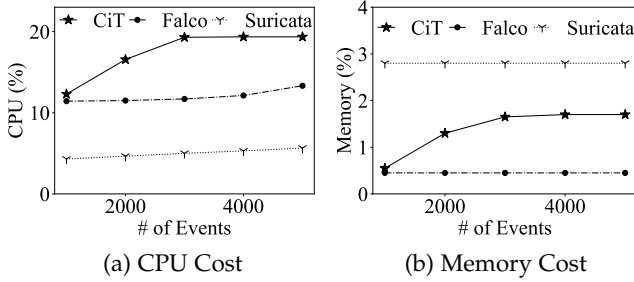 CiT Falco Suricata
20
10
0
CPU (%)
2000 4000
# of Events
(a) CPU Cost
CiT Falco Suricata
4
3
2
1
0
Memory (%)
2000 4000
# of Events
(b) Memory Cost